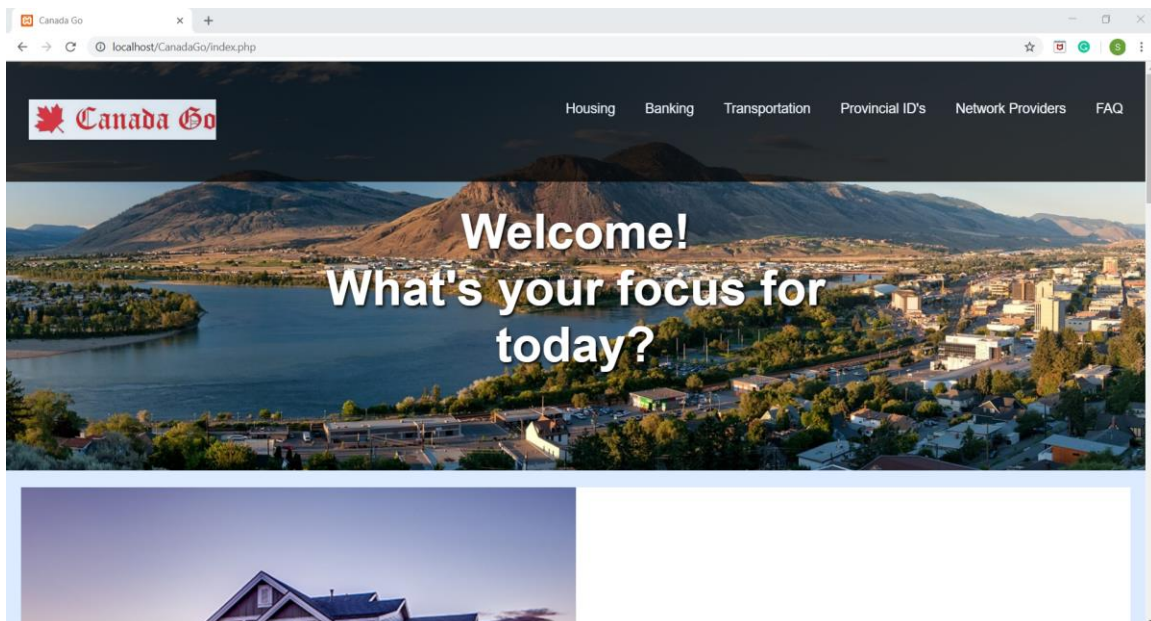 Canada Go
localhost/CanadaGo/index.php
S
Canada Go
Housing Banking Transportation Provincial ID's Network Providers FAQ
Welcome!
What's your focus for
today?